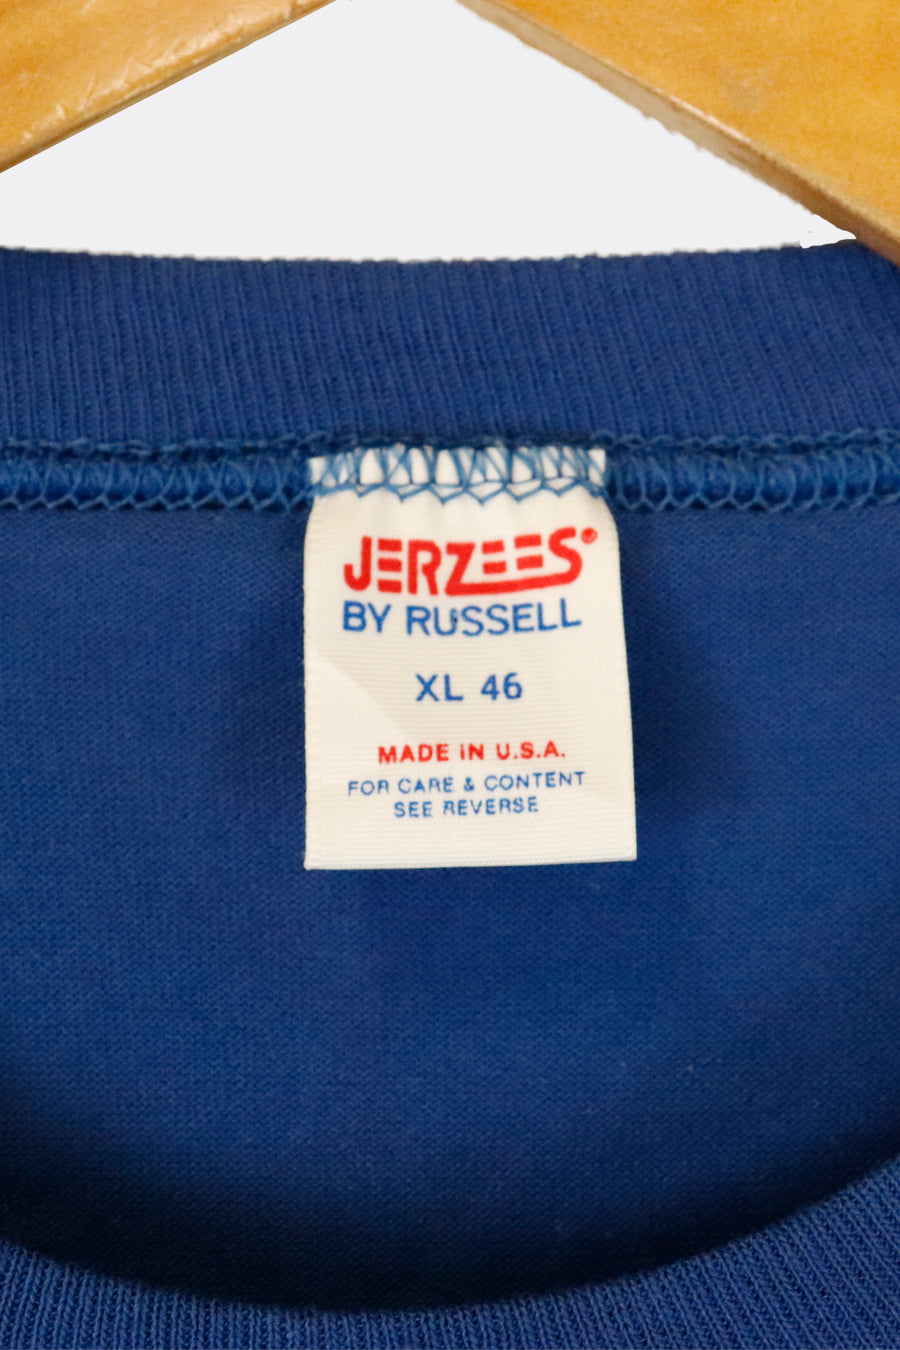 JERZEES®
BY RUSSELL
XL 46
MADE IN U.S.A.
FOR CARE & CONTENT
SEE REVERSE